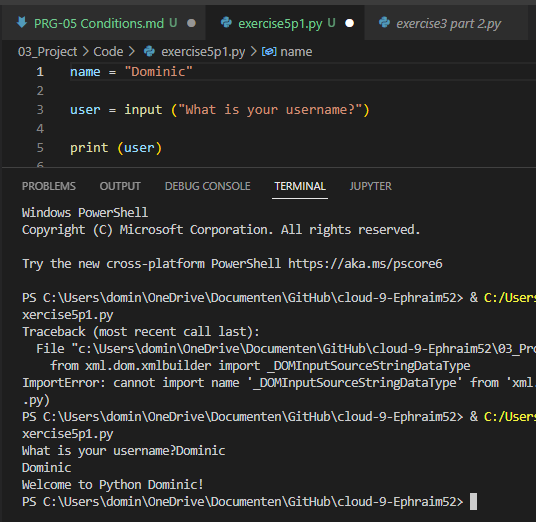 PRG-05 Conditions.md U exercise5p1.py U exercise3 part 2.py
03_Project > Code > exercise5p1.py > name
1 name = "Dominic"
2
3 user = input ("What is your username?")
4
5 print (user)
6
PROBLEMS OUTPUT DEBUG CONSOLE TERMINAL JUPYTER
Windows PowerShell
Copyright (C) Microsoft Corporation. All rights reserved.
Try the new cross-platform PowerShell https://aka.ms/pscore6
PS C:\Users\domin\OneDrive\Documenten\GitHub\cloud-9-Ephraim52> & C:/Users
xercise5p1.py
Traceback (most recent call last):
File "c:\Users\domin\OneDrive\Documenten\GitHub\cloud-9-Ephraim52\03_Pro
from xml.dom.xmlbuilder import _DOMInputSourceStringDataType
ImportError: cannot import name '_DOMInputSourceStringDataType' from 'xml.
.py)
PS C:\Users\domin\OneDrive\Documenten\GitHub\cloud-9-Ephraim52> & C:/Users
xercise5p1.py
What is your username?Dominic
Dominic
Welcome to Python Dominic!
PS C:\Users\domin\OneDrive\Documenten\GitHub\cloud-9-Ephraim52>